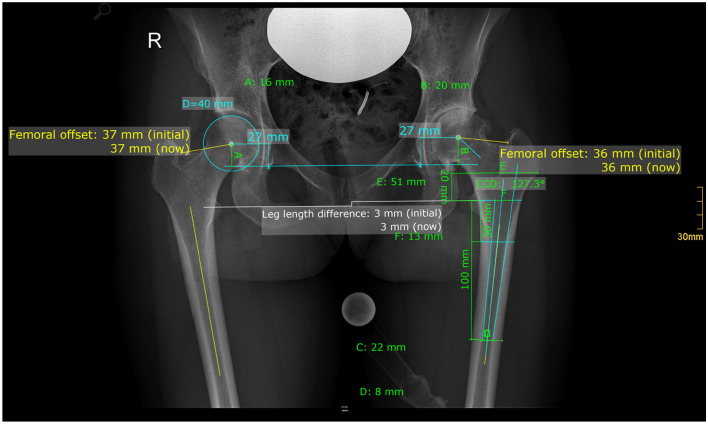 R
A: 16 mm
B: 20 mm
D=40 mm
Femoral offset: 37 mm (initial)
37 mm (now)
27 mm
27 mm
A
B
Femoral offset: 36 mm (initial)
36 mm (now)
E: 51 mm
20 mm
E
CCD: 127.3°
F
Leg length difference: 3 mm (initial)
3 mm (now)
F: 13 mm
100 mm
30mm
C: 22 mm
D: 8 mm